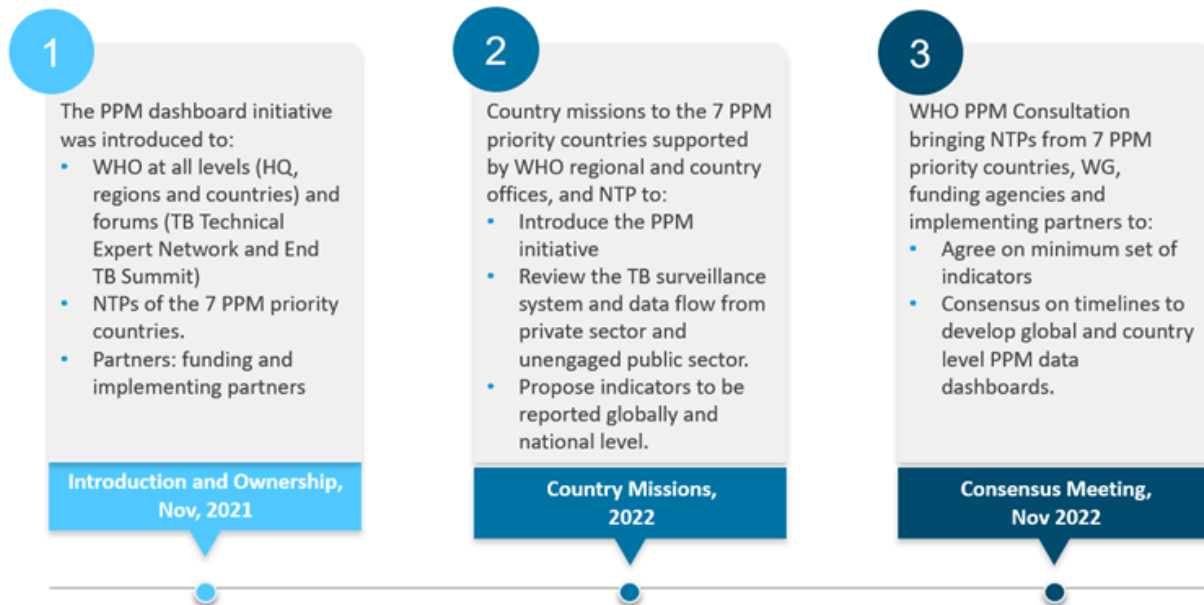 1
The PPM dashboard initiative
was introduced to:
• WHO at all levels (HQ,
regions and countries) and
forums (TB Technical
Expert Network and End
TB Summit)
• NTPs of the 7 PPM priority
countries.
• Partners: funding and
implementing partners
Introduction and Ownership,
Nov, 2021
2
Country missions to the 7 PPM
priority countries supported
by WHO regional and country
offices, and NTP to:
• Introduce the PPM
initiative
• Review the TB surveillance
system and data flow from
private sector and
unengaged public sector.
• Propose indicators to be
reported globally and
national level.
Country Missions,
2022
3
WHO PPM Consultation
bringing NTPs from 7 PPM
priority countries, WG,
funding agencies and
implementing partners to:
• Agree on minimum set of
indicators
• Consensus on timelines to
develop global and country
level PPM data
dashboards.
Consensus Meeting,
Nov 2022